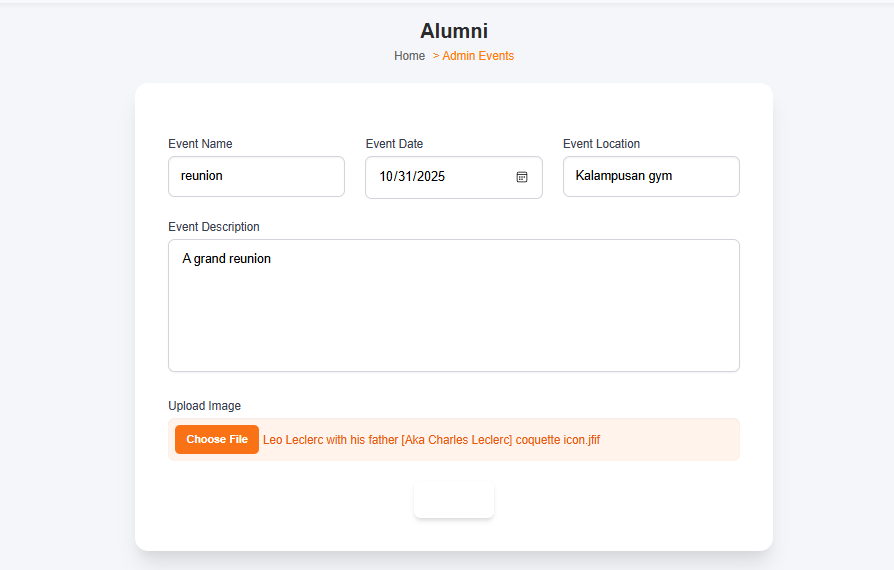 Alumni
Home > Admin Events
Event Name
Event Date
Event Location
reunion
10/31/2025
Kalampusan gym
Event Description
A grand reunion
Upload Image
Choose File Leo Leclerc with his father [Aka Charles Leclerc] coquette icon.jfif